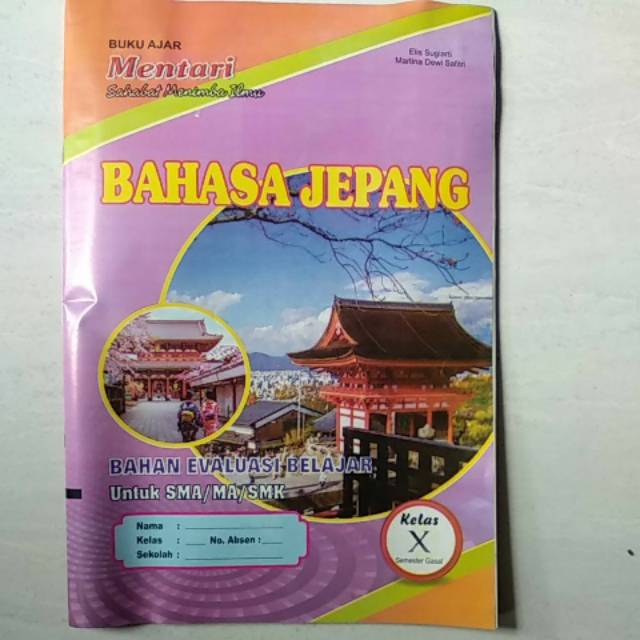 BUKU AJAR
Mentari
Sahabat Menimba Ilmu
Elis Sugiarti
Martina Dewi Safitri
BAHASA JEPANG
BAHAN EVALUASI BELAJAR
Untuk SMA/MA/SMK
Nama :
Kelas : No. Absen :
Sekolah :
Kelas
X
Semester Gasal